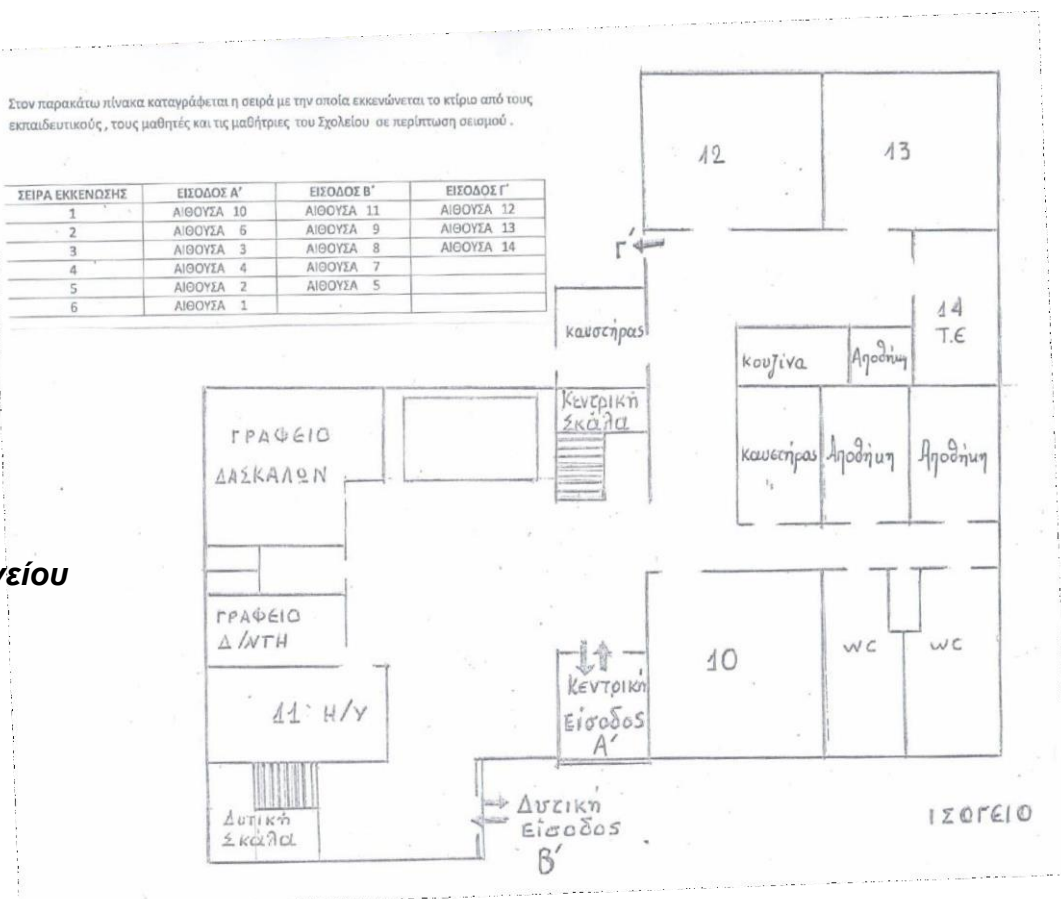 Στον παρακάτω πίνακα καταγράφεται η σειρά με την οποία εκκενώνεται το κτίριο από τους
εκπαιδευτικούς , τους μαθητές και τις μαθήτριες του Σχολείου σε περίπτωση σεισμού .
ΣΕΙΡΑ ΕΚΚΕΝΩΣΗΣ ΕΙΣΟΔΟΣ Α' ΕΙΣΟΔΟΣ Β' ΕΙΣΟΔΟΣ Γ'
1 ΑΙΘΟΥΣΑ 10 ΑΙΘΟΥΣΑ 11 ΑΙΘΟΥΣΑ 12
2 ΑΙΘΟΥΣΑ 6 ΑΙΘΟΥΣΑ 9 ΑΙΘΟΥΣΑ 13
3 ΑΙΘΟΥΣΑ 3 ΑΙΘΟΥΣΑ 8 ΑΙΘΟΥΣΑ 14
4 ΑΙΘΟΥΣΑ 4 ΑΙΘΟΥΣΑ 7
5 ΑΙΘΟΥΣΑ 2 ΑΙΘΟΥΣΑ 5
6 ΑΙΘΟΥΣΑ 1
12
13
Γ'
καυστήρας
14
Τ.Ε
κουζίνα
Αποθήκη
Κεντρική
Σκάλα
ΓΡΑΦΕΙΟ
ΔΑΣΚΑΛΩΝ
καυστήρας
Αποθήκη
Αποθήκη
γείου
ΓΡΑΦΕΙΟ
Δ/ΝΤΗ
10
WC
WC
Κεντρική
Είσοδος
Α'
11 Η/Υ
Δυτική
Σκάλα
Δυτική
Είσοδος
Β'
ΙΣΟΓΕΙΟ